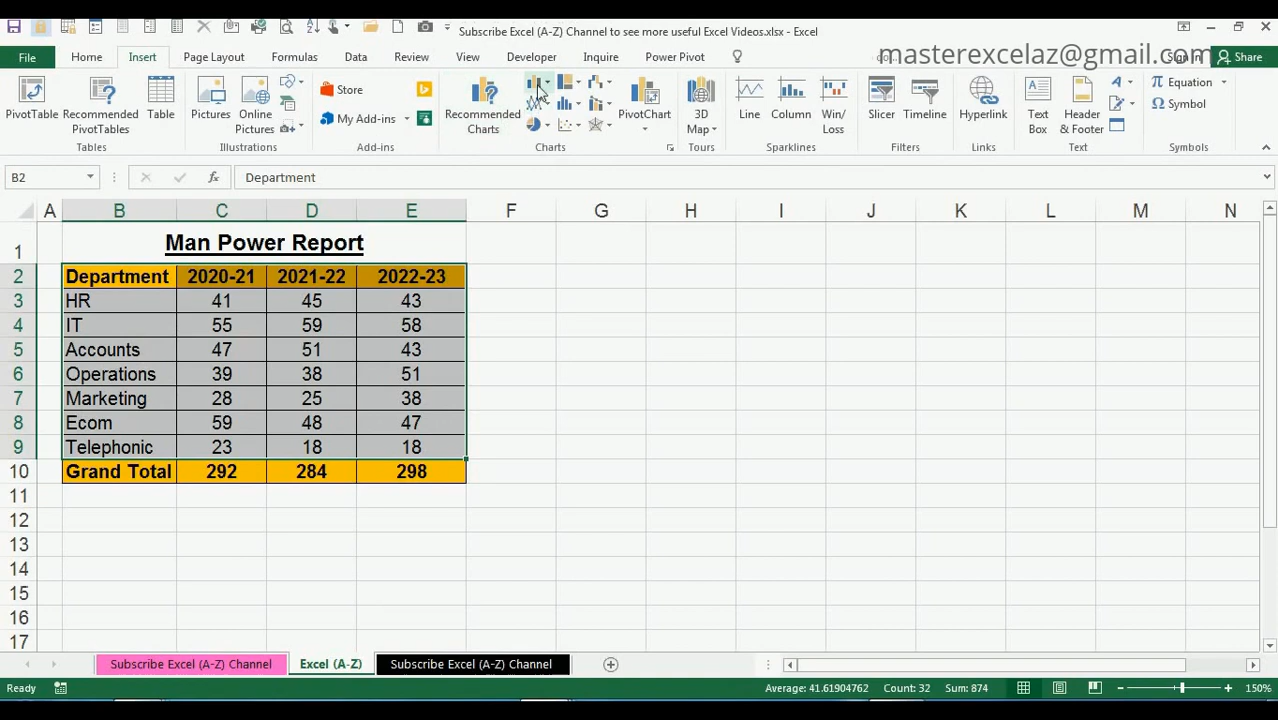 Subscribe Excel (A-Z) Channel to see more useful Excel Videos.xlsx - Excel
masterexcelaz@gmail.com
File Home Insert Page Layout Formulas Data Review View Developer Inquire Power Pivot Share
PivotTable Recommended PivotTables Table Pictures Online Pictures Store My Add-ins Recommended Charts PivotChart 3D Map Line Column Win/Loss Slicer Timeline Hyperlink Text Box Header & Footer Equation Symbol
Tables Illustrations Add-ins Charts Tours Sparklines Filters Links Text Symbols
B2 fx Department
A B C D E F G H I J K L M N
1 Man Power Report
2 Department 2020-21 2021-22 2022-23
3 HR 41 45 43
4 IT 55 59 58
5 Accounts 47 51 43
6 Operations 39 38 51
7 Marketing 28 25 38
8 Ecom 59 48 47
9 Telephonic 23 18 18
10 Grand Total 292 284 298
11
12
13
14
15
16
17
Subscribe Excel (A-Z) Channel Excel (A-Z) Subscribe Excel (A-Z) Channel
Ready Average: 41.61904762 Count: 32 Sum: 874 150%